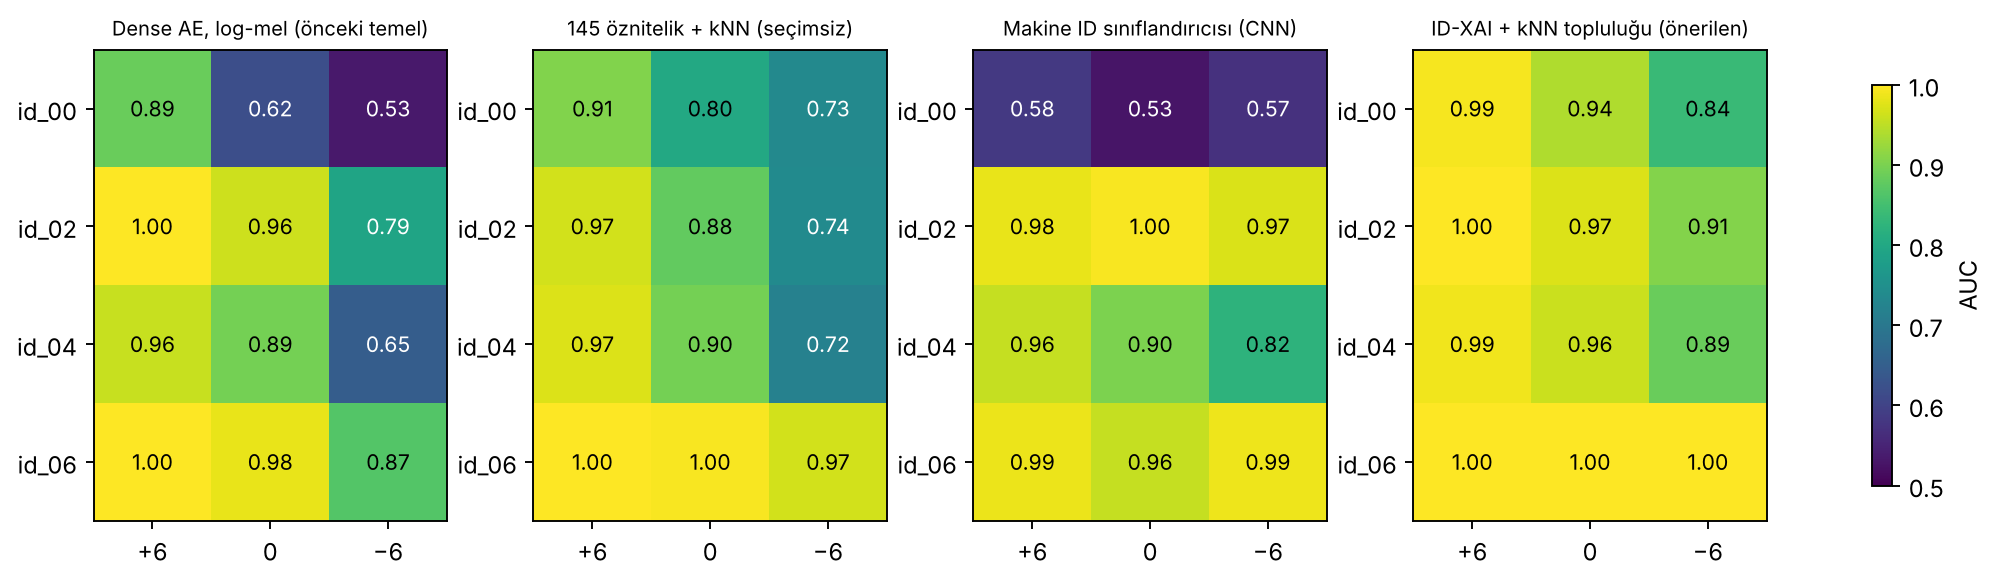 Dense AE, log-mel (önceki temel)
145 öznitelik + kNN (seçimsiz)
Makine ID sınıflandırıcısı (CNN)
ID-XAI + kNN topluluğu (önerilen)
id_00 0.89 0.62 0.53
id_02 1.00 0.96 0.79
id_04 0.96 0.89 0.65
id_06 1.00 0.98 0.87
+6 0 −6
id_00 0.91 0.80 0.73
id_02 0.97 0.88 0.74
id_04 0.97 0.90 0.72
id_06 1.00 1.00 0.97
+6 0 −6
id_00 0.58 0.53 0.57
id_02 0.98 1.00 0.97
id_04 0.96 0.90 0.82
id_06 0.99 0.96 0.99
+6 0 −6
id_00 0.99 0.94 0.84
id_02 1.00 0.97 0.91
id_04 0.99 0.96 0.89
id_06 1.00 1.00 1.00
+6 0 −6
1.0
0.9
0.8
0.7
0.6
0.5
AUC